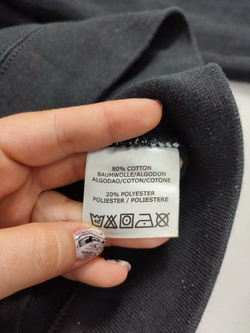 80% COTTON
BAUMWOLLE/ALGODON
ALGODAO/COTON/COTONE
20% POLYESTER
POLIESTER / POLIESTERE